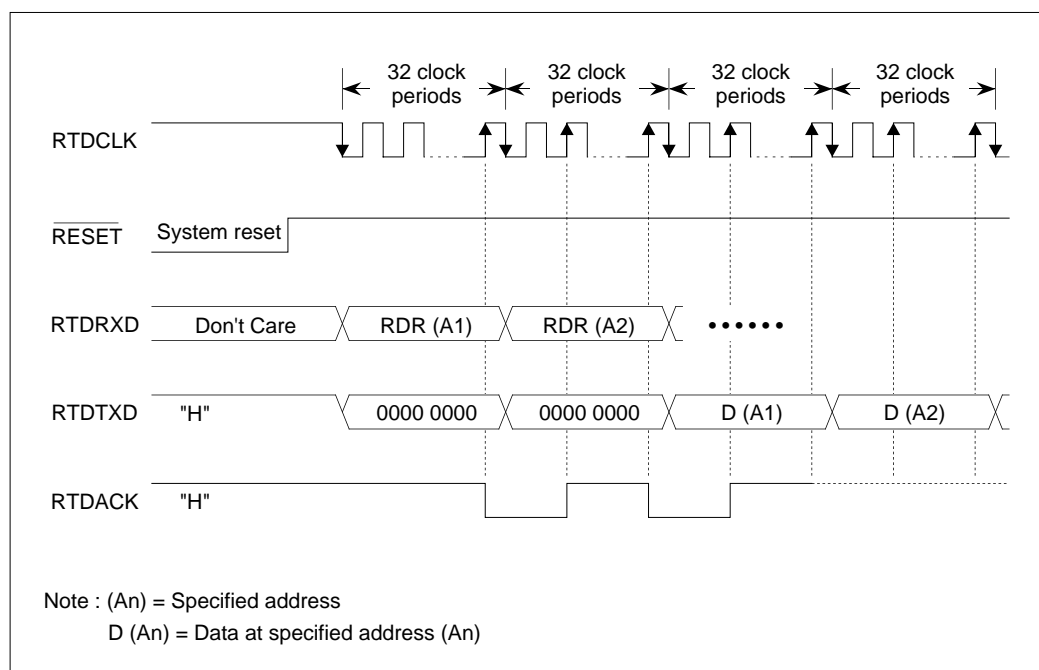 32 clock periods 32 clock periods 32 clock periods 32 clock periods
RTDCLK
RESET System reset
RTDRXD Don't Care RDR (A1) RDR (A2) ••••••
RTDTXD "H" 0000 0000 0000 0000 D (A1) D (A2)
RTDACK "H"
Note : (An) = Specified address
D (An) = Data at specified address (An)